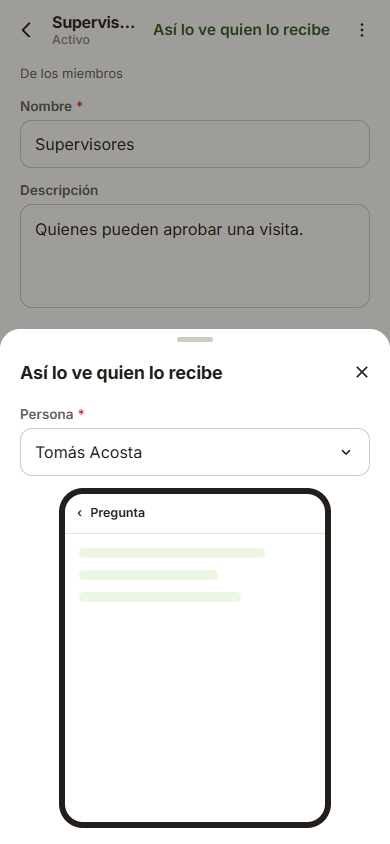 Supervis...
Activo
Así lo ve quien lo recibe
De los miembros
Nombre *
Supervisores
Descripción
Quienes pueden aprobar una visita.
Así lo ve quien lo recibe
Persona *
Tomás Acosta
Pregunta